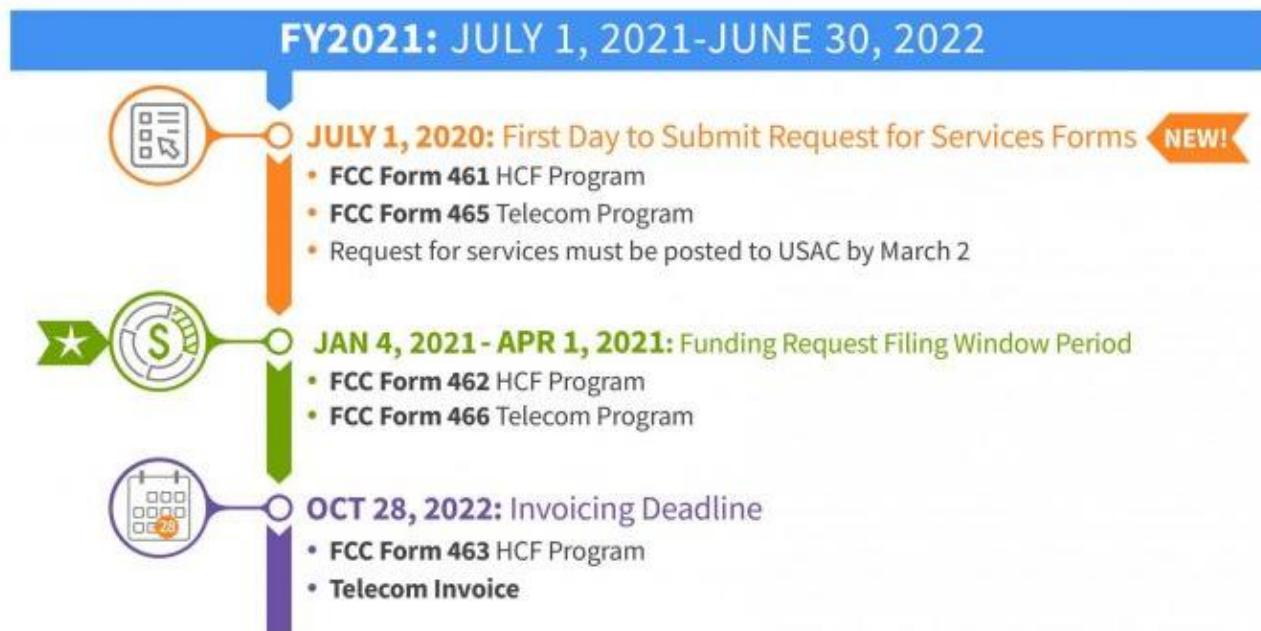 FY2021: JULY 1, 2021-JUNE 30, 2022
JULY 1, 2020: First Day to Submit Request for Services Forms NEW!
• FCC Form 461 HCF Program
• FCC Form 465 Telecom Program
• Request for services must be posted to USAC by March 2
$
JAN 4, 2021 - APR 1, 2021: Funding Request Filing Window Period
• FCC Form 462 HCF Program
• FCC Form 466 Telecom Program
28
OCT 28, 2022: Invoicing Deadline
• FCC Form 463 HCF Program
• Telecom Invoice